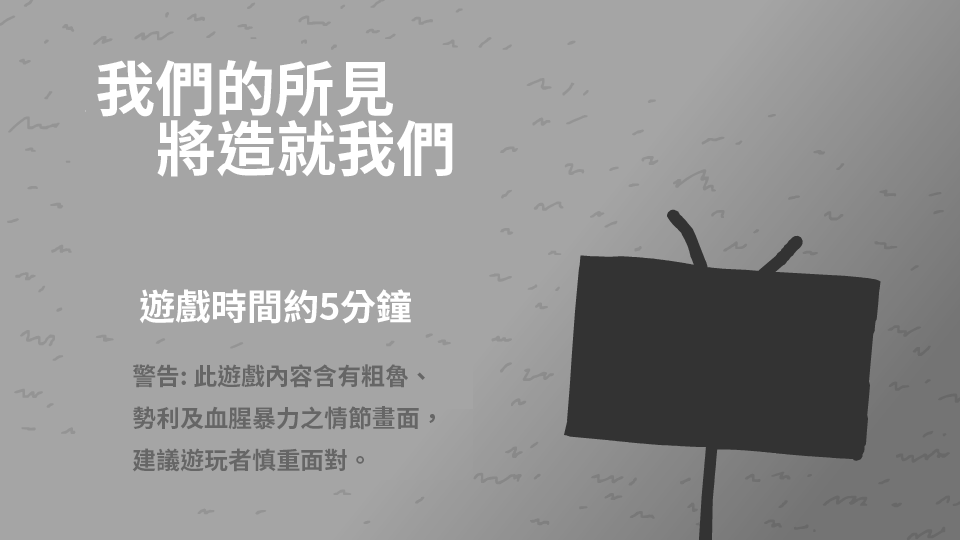 我們的所見
將造就我們
遊戲時間約5分鐘
警告: 此遊戲內容含有粗魯、
勢利及血腥暴力之情節畫面，
建議遊玩者慎重面對。